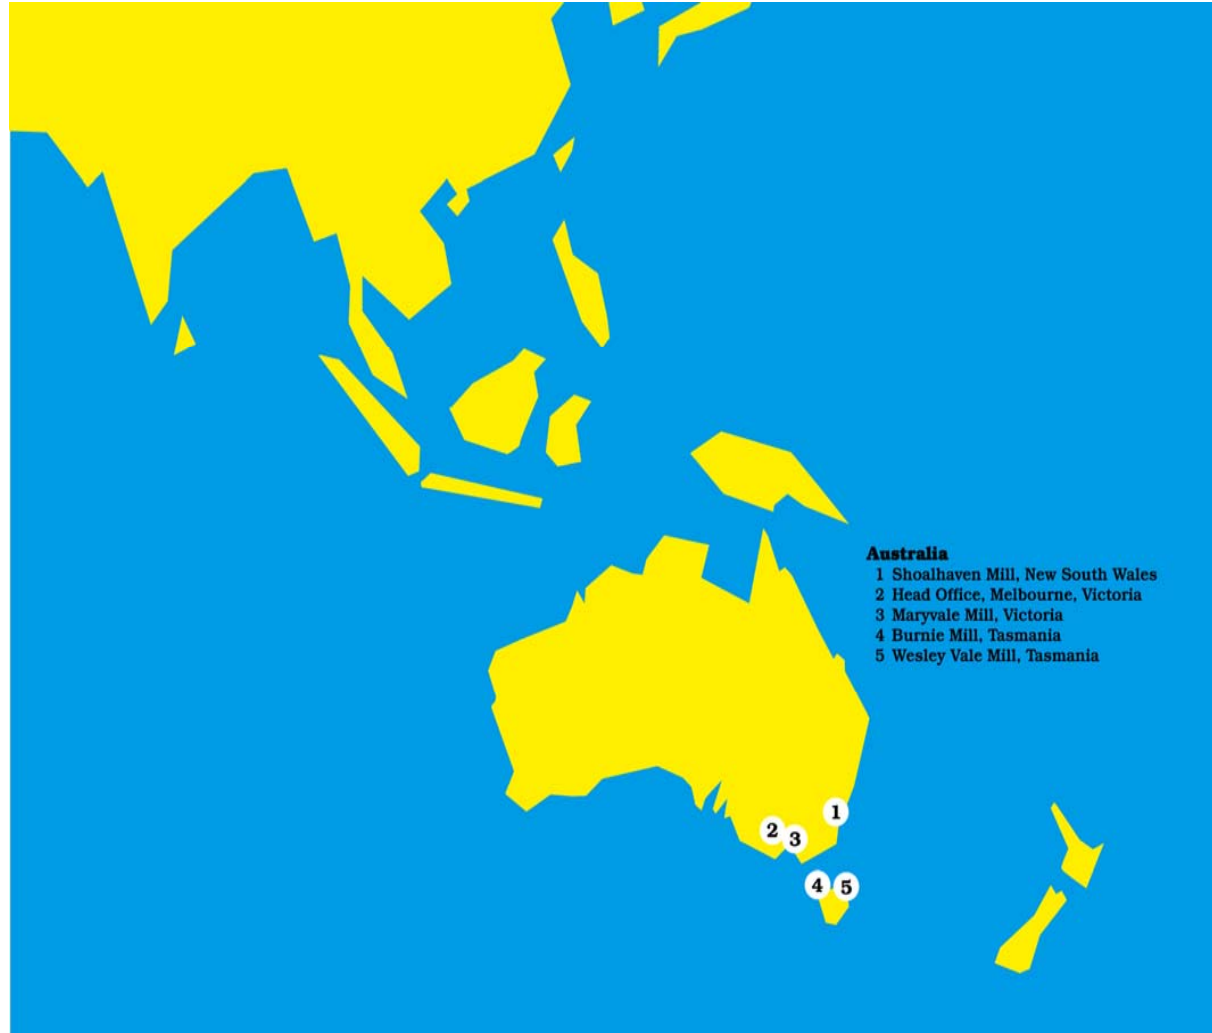 Australia
1 Shoalhaven Mill, New South Wales
2 Head Office, Melbourne, Victoria
3 Maryvale Mill, Victoria
4 Burnie Mill, Tasmania
5 Wesley Vale Mill, Tasmania
1
2
3
4
5